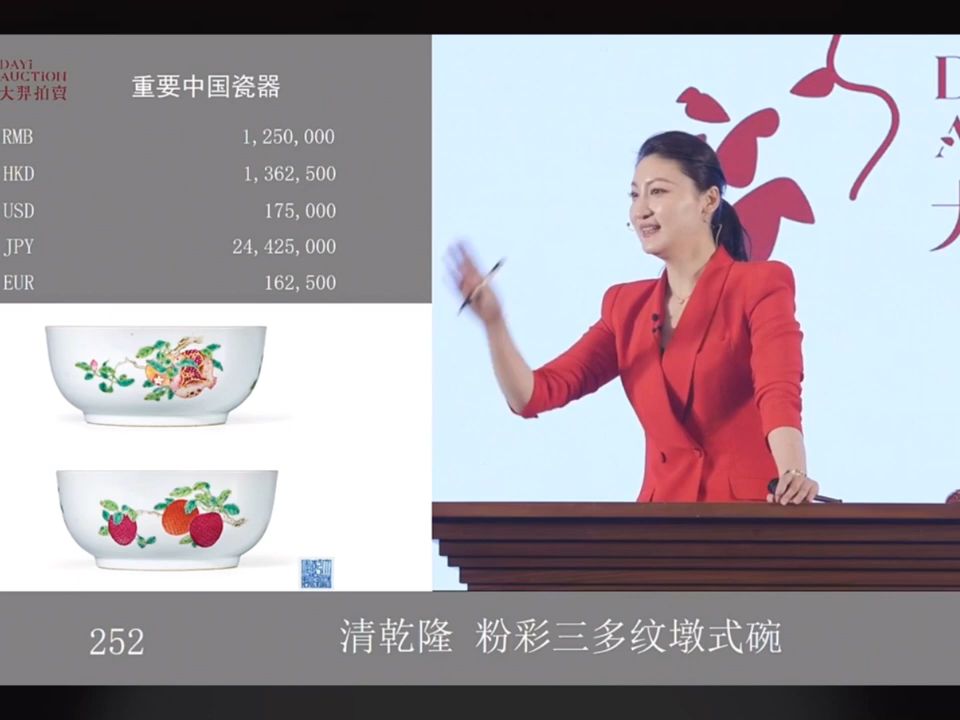 DAYI
AUCTION
大羿拍賣
重要中国瓷器
RMB 1,250,000
HKD 1,362,500
USD 175,000
JPY 24,425,000
EUR 162,500
252 清乾隆 粉彩三多纹墩式碗